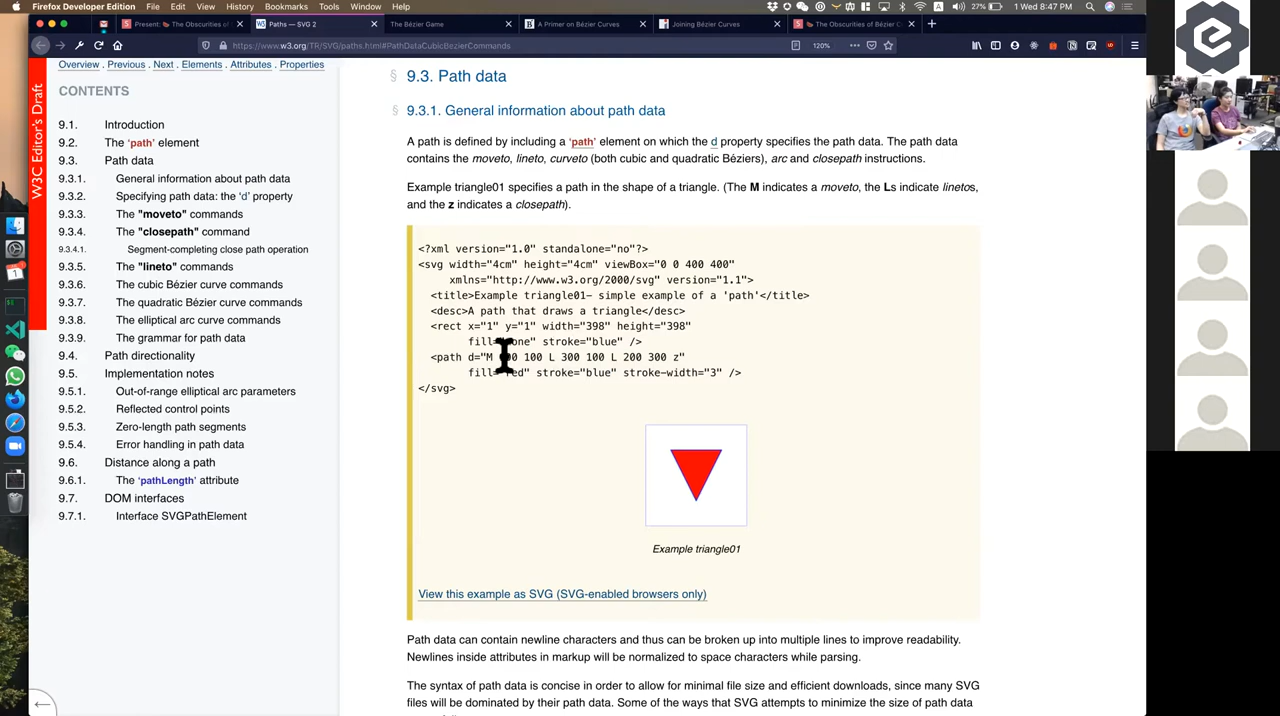 Firefox Developer Edition File Edit View History Bookmarks Tools Window Help
27% 1 Wed 8:47 PM
Present: The Obscurities of
Paths — SVG 2
The Bézier Game
A Primer on Bézier Curves
Joining Bézier Curves
The Obscurities of Bézier C
https://www.w3.org/TR/SVG/paths.html#PathDataCubicBezierCommands
120%
W3C Editor's Draft
Overview . Previous . Next . Elements . Attributes . Properties
CONTENTS
9.1. Introduction
9.2. The 'path' element
9.3. Path data
9.3.1. General information about path data
9.3.2. Specifying path data: the 'd' property
9.3.3. The "moveto" commands
9.3.4. The "closepath" command
9.3.4.1. Segment-completing close path operation
9.3.5. The "lineto" commands
9.3.6. The cubic Bézier curve commands
9.3.7. The quadratic Bézier curve commands
9.3.8. The elliptical arc curve commands
9.3.9. The grammar for path data
9.4. Path directionality
9.5. Implementation notes
9.5.1. Out-of-range elliptical arc parameters
9.5.2. Reflected control points
9.5.3. Zero-length path segments
9.5.4. Error handling in path data
9.6. Distance along a path
9.6.1. The 'pathLength' attribute
9.7. DOM interfaces
9.7.1. Interface SVGPathElement
§ 9.3. Path data
§ 9.3.1. General information about path data
A path is defined by including a 'path' element on which the d property specifies the path data. The path data
contains the moveto, lineto, curveto (both cubic and quadratic Béziers), arc and closepath instructions.
Example triangle01 specifies a path in the shape of a triangle. (The M indicates a moveto, the Ls indicate linetos,
and the z indicates a closepath).
<?xml version="1.0" standalone="no"?>
<svg width="4cm" height="4cm" viewBox="0 0 400 400"
xmlns="http://www.w3.org/2000/svg" version="1.1">
<title>Example triangle01- simple example of a 'path'</title>
<desc>A path that draws a triangle</desc>
<rect x="1" y="1" width="398" height="398"
fill="none" stroke="blue" />
<path d="M 100 100 L 300 100 L 200 300 z"
fill="red" stroke="blue" stroke-width="3" />
</svg>
Example triangle01
View this example as SVG (SVG-enabled browsers only)
Path data can contain newline characters and thus can be broken up into multiple lines to improve readability.
Newlines inside attributes in markup will be normalized to space characters while parsing.
The syntax of path data is concise in order to allow for minimal file size and efficient downloads, since many SVG
files will be dominated by their path data. Some of the ways that SVG attempts to minimize the size of path data